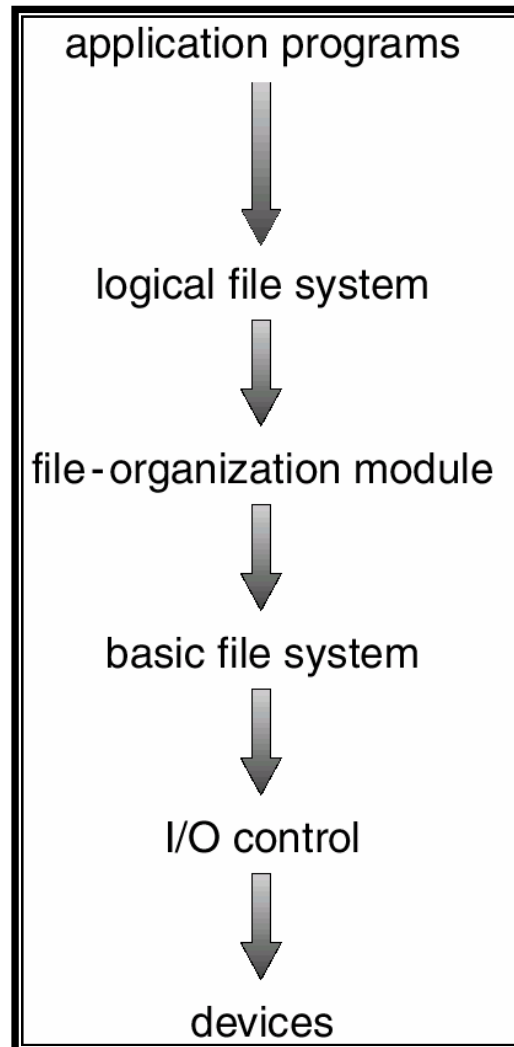 application programs
logical file system
file-organization module
basic file system
I/O control
devices